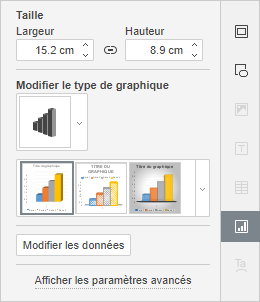 Taille
Largeur Hauteur
15.2 cm 8.9 cm
Modifier le type de graphique
Titre du graphique TITRE DU GRAPHIQUE Titre du graphique
Modifier les données
Afficher les paramètres avancés